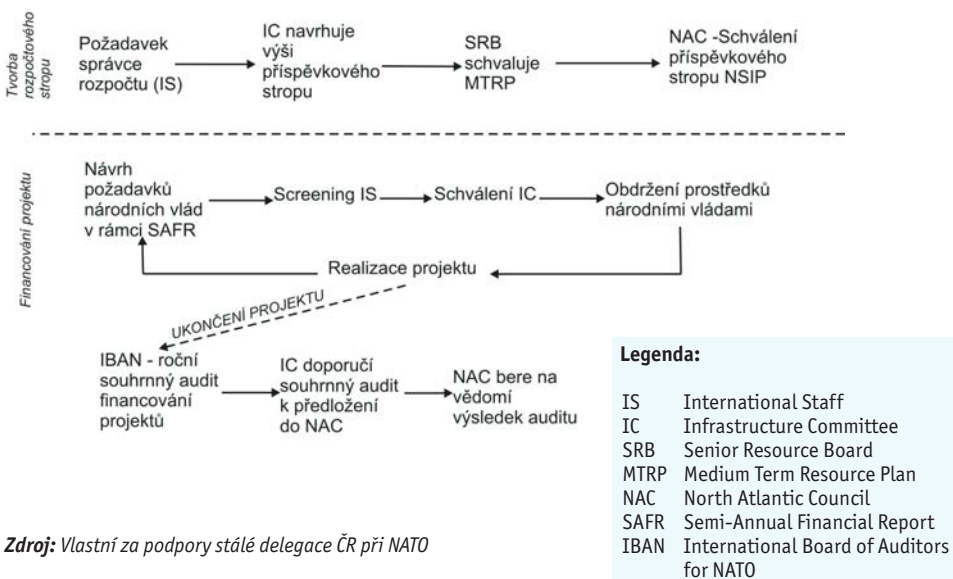 Tvorba
rozpočtového
stropu
Požadavek
správce
rozpočtu (IS)
IC navrhuje
výši
příspěvkového
stropu
SRB
schvaluje
MTRP
NAC -Schválení
příspěvkového
stropu NSIP
Financování projektu
Návrh
požadavků
národních vlád
v rámci SAFR
Screening IS
Schválení IC
Obdržení prostředků
národními vládami
Realizace projektu
UKONČENÍ PROJEKTU
IBAN - roční
souhrnný audit
financování
projektů
IC doporučí
souhrnný audit
k předložení
do NAC
NAC bere na
vědomí
výsledek auditu
Legenda:
IS International Staff
IC Infrastructure Committee
SRB Senior Resource Board
MTRP Medium Term Resource Plan
NAC North Atlantic Council
SAFR Semi-Annual Financial Report
IBAN International Board of Auditors
for NATO
Zdroj: Vlastní za podpory stálé delegace ČR při NATO